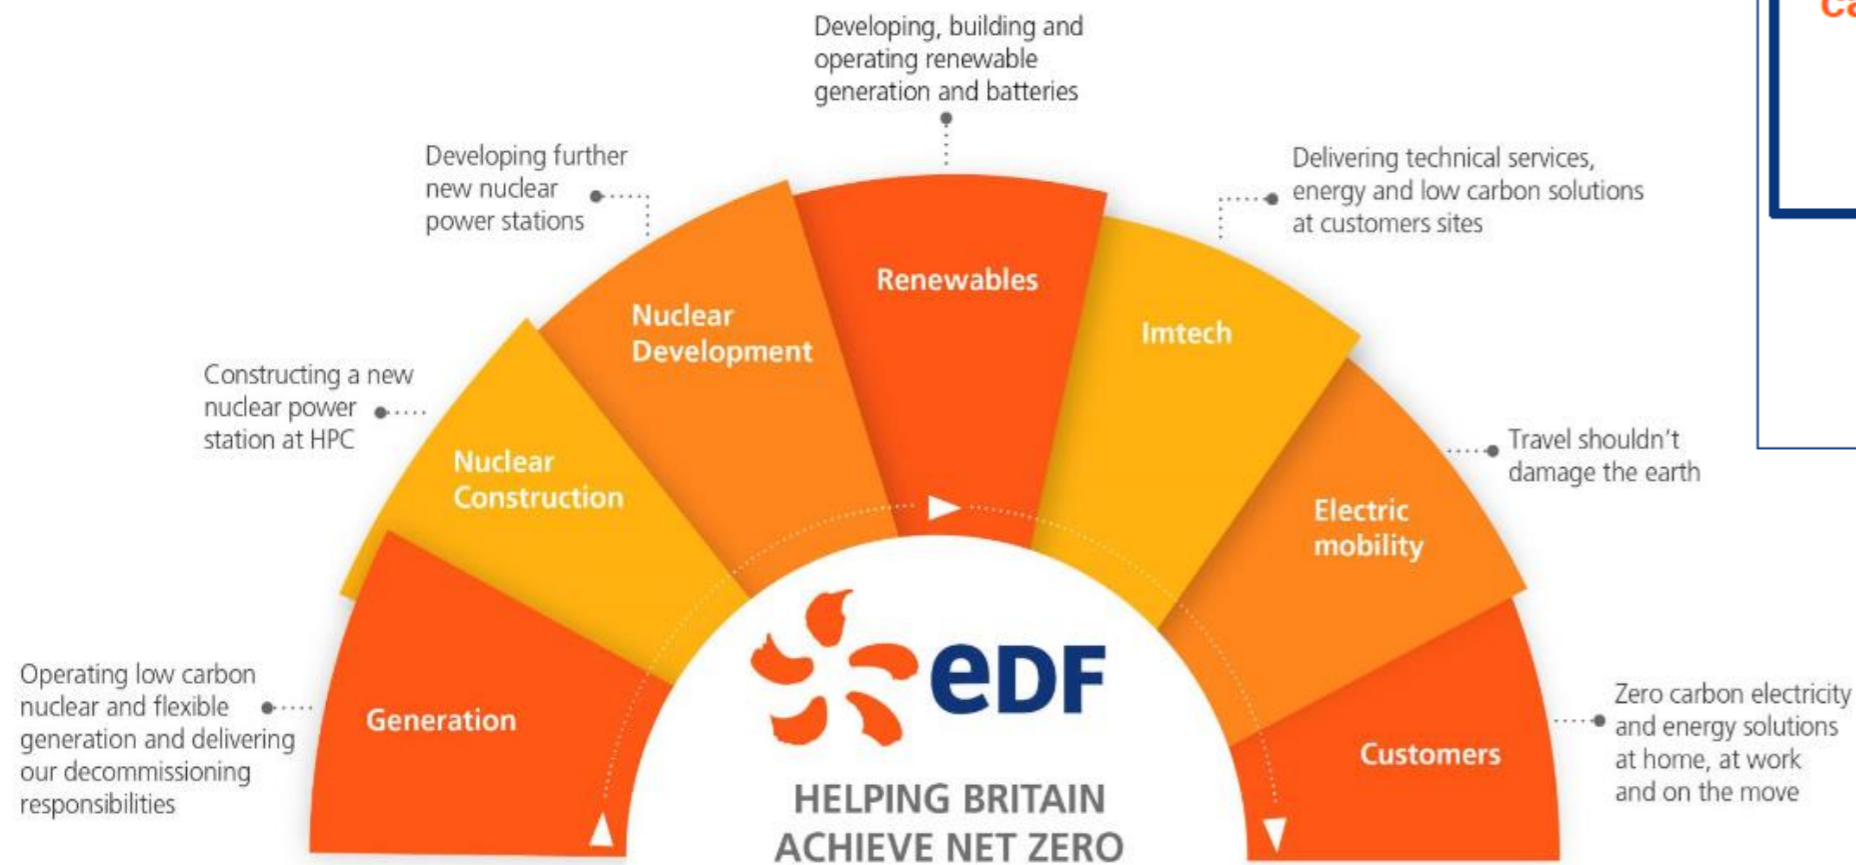 Developing, building and
operating renewable
generation and batteries
Developing further
new nuclear
power stations
Delivering technical services,
energy and low carbon solutions
at customers sites
Renewables
Nuclear
Development
Imtech
Constructing a new
nuclear power
station at HPC
Nuclear
Construction
Travel shouldn't
damage the earth
Electric
mobility
Operating low carbon
nuclear and flexible
generation and delivering
our decommissioning
responsibilities
Generation
eDF
HELPING BRITAIN
ACHIEVE NET ZERO
Customers
Zero carbon electricity
and energy solutions
at home, at work
and on the move